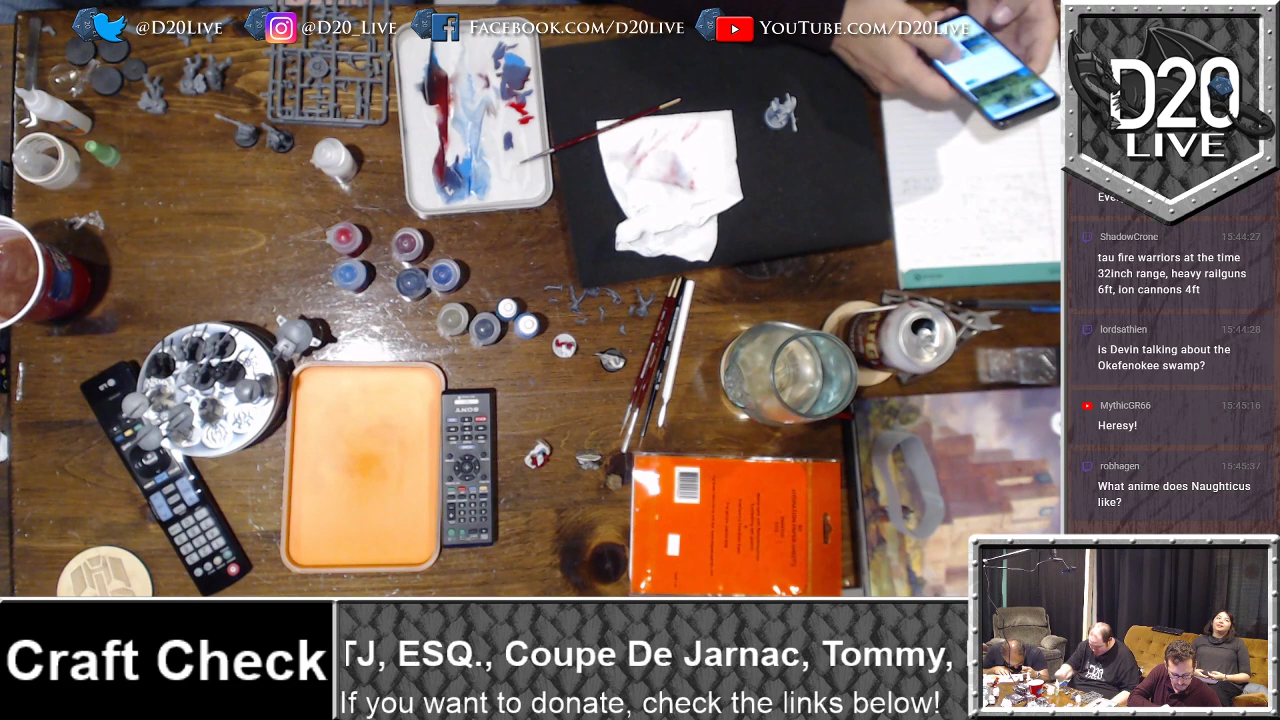 @D20Live
@D20_Live
Facebook.com/d20live
YouTube.com/D20Live
D20
LIVE
ShadowCrone 15:44:27
tau fire warriors at the time
32inch range, heavy railguns
6ft, ion cannons 4ft
lordsathien 15:44:28
is Devin talking about the
Okefenokee swamp?
MythicGR66 15:45:16
Heresy!
robhagen 15:45:37
What anime does Naughticus
like?
SONY
Craft Check
TJ, ESQ., Coupe De Jarnac, Tommy,
If you want to donate, check the links below!